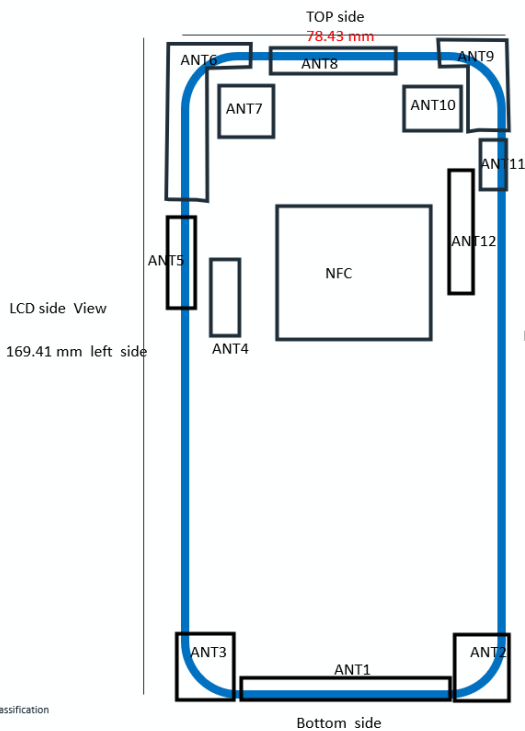 TOP side
78.43 mm
ANT6
ANT8
ANT9
ANT7
ANT10
ANT11
ANT12
ANT5
NFC
LCD side View
ANT4
169.41 mm left side
ANT3
ANT1
ANT2
assification
Bottom side